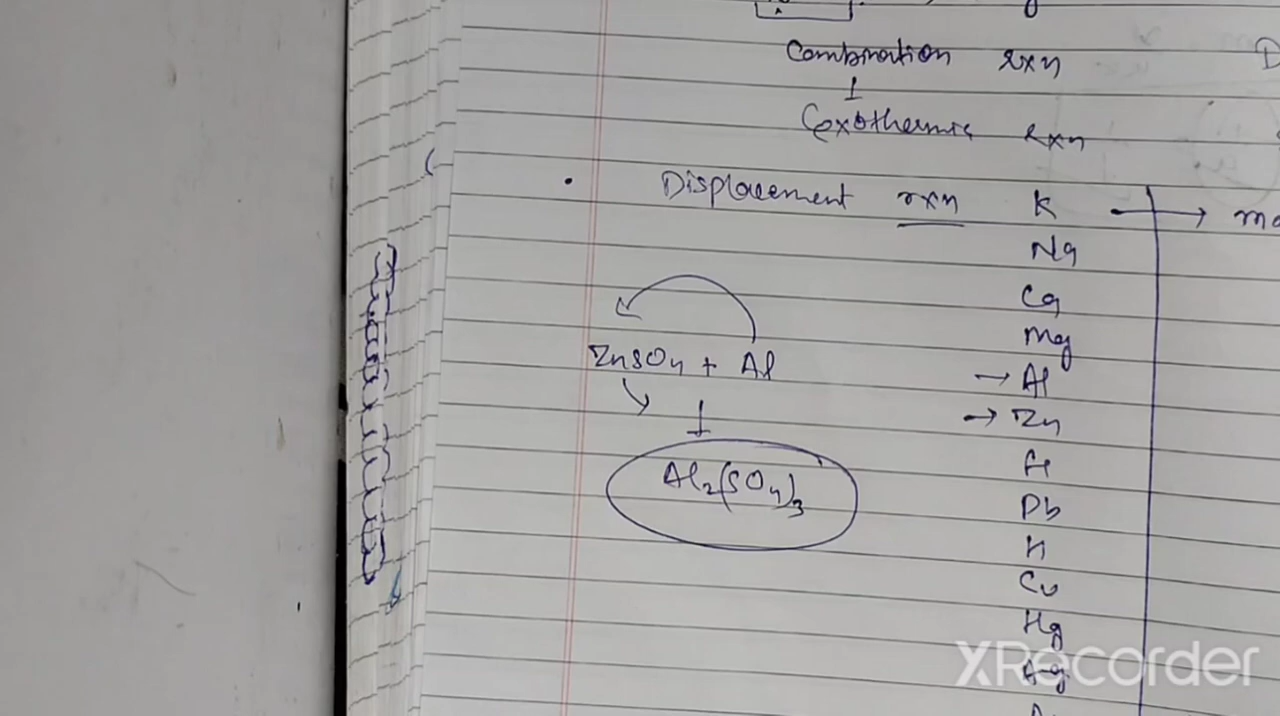 Combination rxn
Exothermic rxn
• Displacement rxn K
Na
Ca
Mg
ZnSO4 + Al
→ Al
→ Zn
Fe
Al2(SO4)3
Pb
H
Cu
Hg
Ag
XRecorder